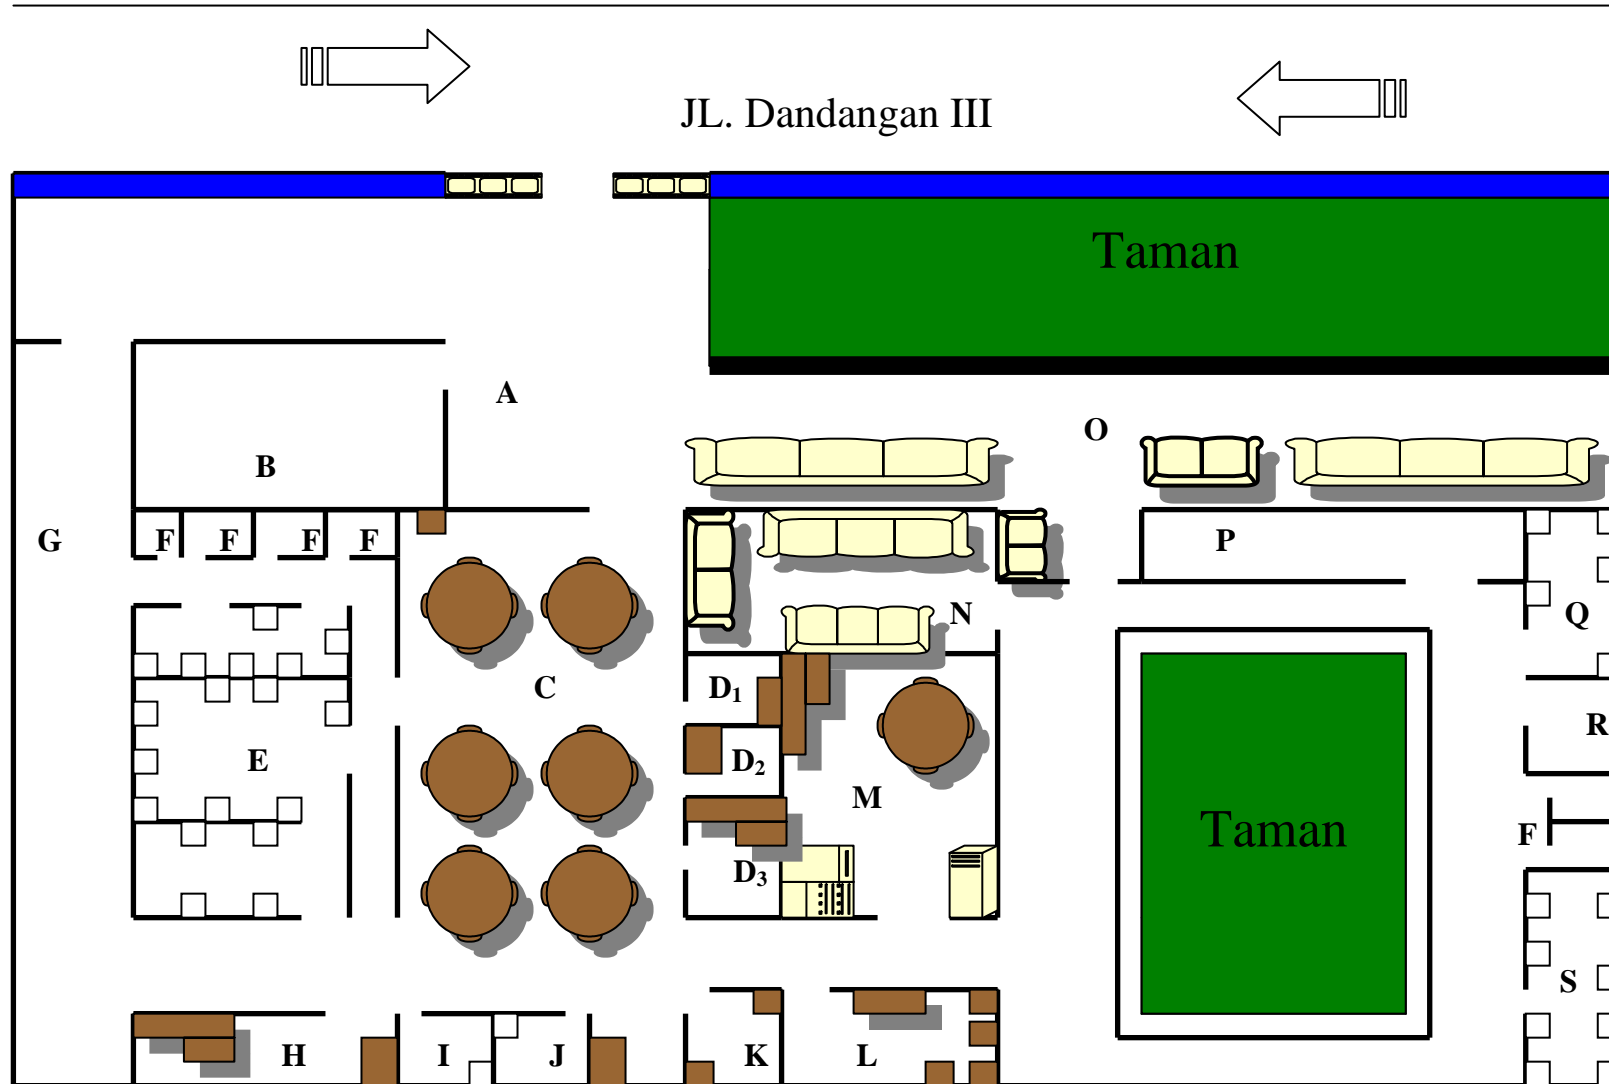 JL. Dandangan III
Taman
A
O
B
G
F
F
F
F
P
N
Q
C
D₁
R
E
D₂
M
Taman
F
D₃
S
H
I
J
K
L